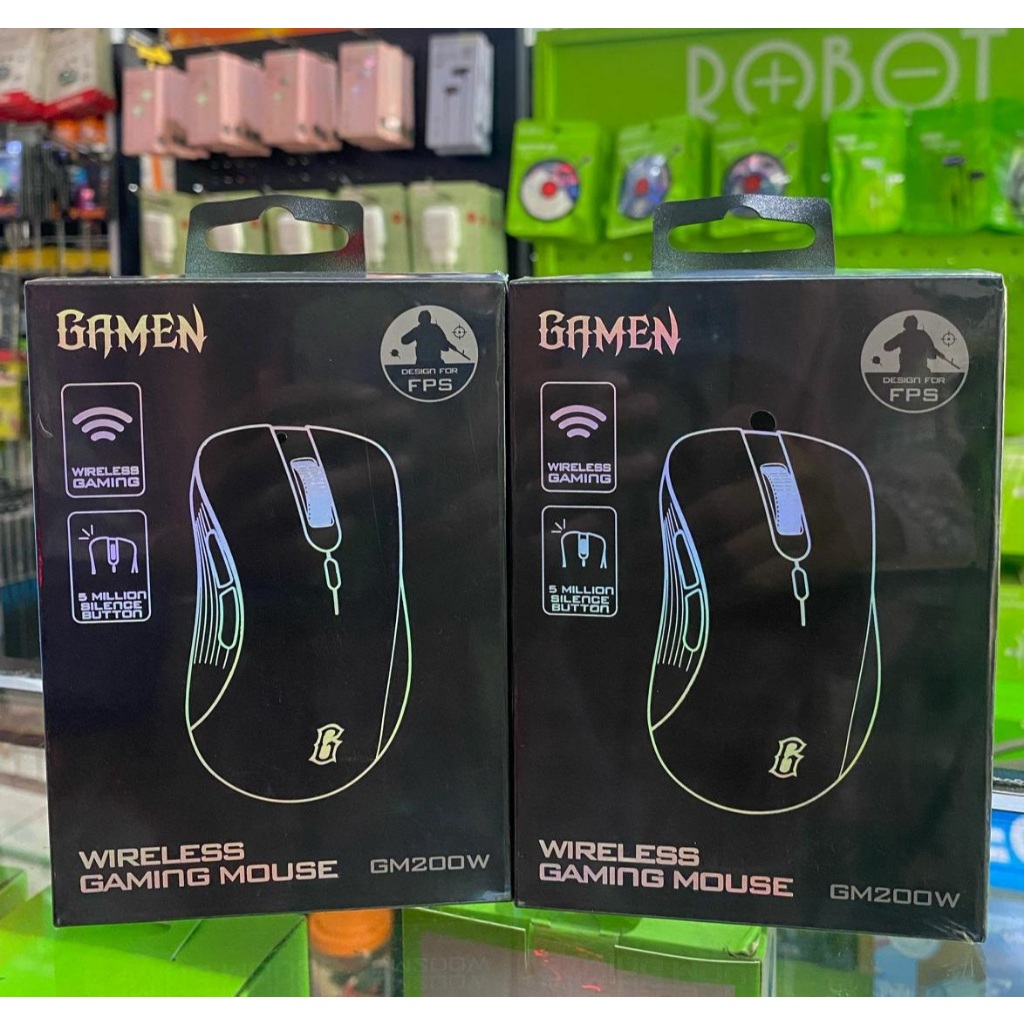 ROBOT
GAMEN
DESIGN FOR
FPS
WIRELESS
GAMING
5 MILLION
SILENCE
BUTTON
G
WIRELESS
GAMING MOUSE
GM200W
GAMEN
DESIGN FOR
FPS
WIRELESS
GAMING
5 MILLION
SILENCE
BUTTON
G
WIRELESS
GAMING MOUSE
GM200W